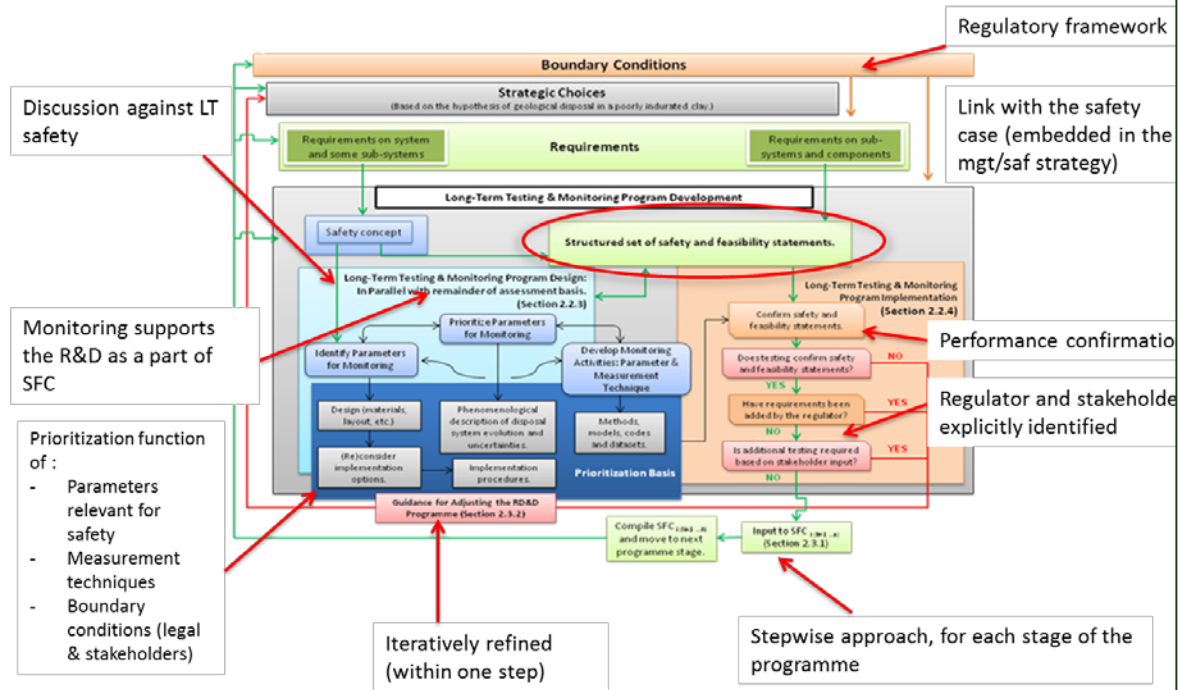 Regulatory framework
Boundary Conditions
Strategic Choices
(Based on the hypothesis of geological disposal in a poorly indurated clay.)
Discussion against LT
safety
Link with the safety
case (embedded in the
mgt/saf strategy)
Requirements on system
and some sub-systems
Requirements
Requirements on sub-
systems and components
Long-Term Testing & Monitoring Program Development
Safety concept
Structured set of safety and feasibility statements.
Long-Term Testing & Monitoring Program Design:
In Parallel with remainder of assessment basis.
(Section 2.2.3)
Long-Term Testing & Monitoring
Program Implementation
(Section 2.2.4)
Monitoring supports
the R&D as a part of
SFC
Prioritize Parameters
for Monitoring
Identify Parameters
for Monitoring
Develop Monitoring
Activities: Parameter &
Measurement
Technique
Confirm safety and
feasibility statements.
Performance confirmatio
Does testing confirm safety
and feasibility statements?
NO
YES
Have requirements been
added by the regulator?
YES
NO
Is additional testing required
based on stakeholder input?
YES
NO
Regulator and stakeholde
explicitly identified
Design (materials,
layout, etc.)
Phenomenological
description of disposal
system evolution and
uncertainties.
Methods,
models, codes
and datasets.
(Re)consider
implementation
options.
Implementation
procedures.
Prioritization Basis
Prioritization function
of :
- Parameters
relevant for
safety
- Measurement
techniques
- Boundary
conditions (legal
& stakeholders)
Guidance for Adjusting the RD&D
Programme (Section 2.3.2)
Compile SFC
and move to next
programme stage.
Input to SFC
(Section 2.3.1)
Iteratively refined
(within one step)
Stepwise approach, for each stage of the
programme